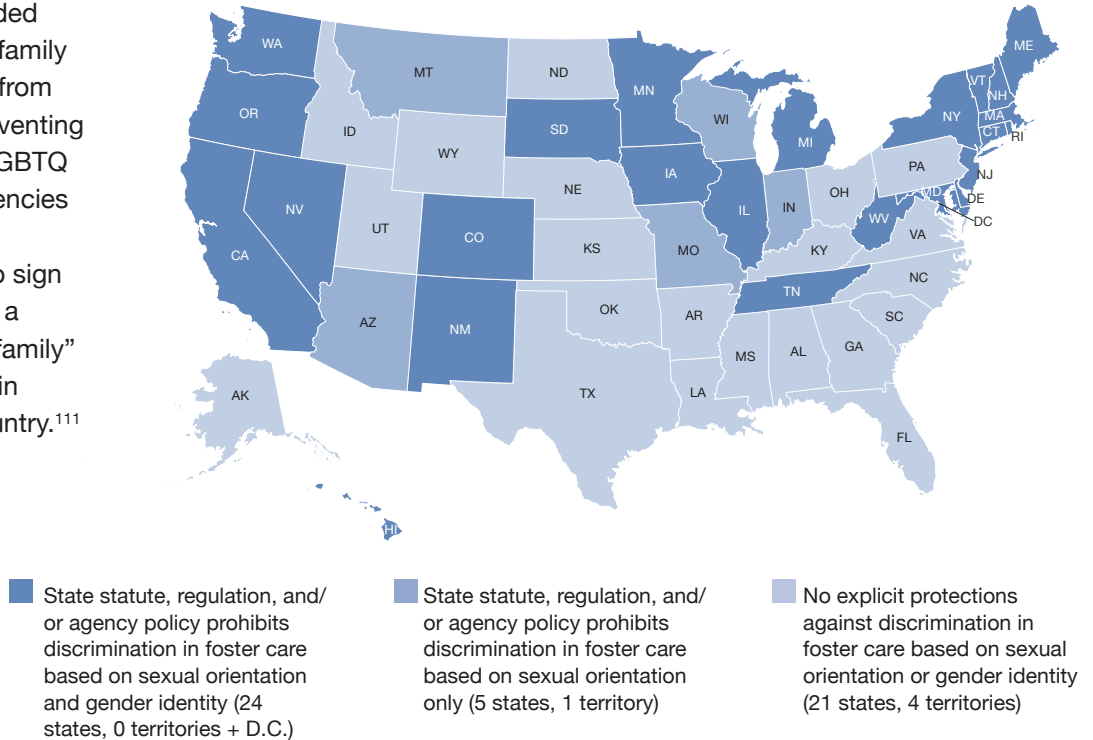 ded
family
from
venting
GBTQ
encies
o sign
a
family”
in
untry.¹¹¹
WA
OR
CA
NV
ID
MT
WY
UT
AZ
CO
NM
ND
SD
NE
KS
OK
TX
MN
IA
MO
AR
LA
WI
IL
MI
IN
OH
KY
TN
MS
AL
GA
FL
SC
NC
VA
WV
PA
NY
VT
NH
ME
MA
CT
RI
NJ
DE
MD
DC
AK
HI
State statute, regulation, and/
or agency policy prohibits
discrimination in foster care
based on sexual orientation
and gender identity (24
states, 0 territories + D.C.)
State statute, regulation, and/
or agency policy prohibits
discrimination in foster care
based on sexual orientation
only (5 states, 1 territory)
No explicit protections
against discrimination in
foster care based on sexual
orientation or gender identity
(21 states, 4 territories)